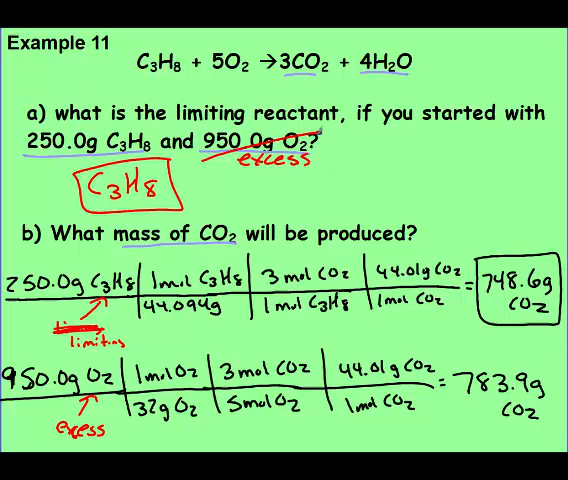 Example 11
C₃H₈ + 5O₂ → 3CO₂ + 4H₂O
a) what is the limiting reactant, if you started with
250.0g C₃H₈ and 950.0g O₂?
excess
C₃H₈
b) What mass of CO₂ will be produced?
250.0g C₃H₈ | 1mol C₃H₈ | 3 mol CO₂ | 44.01g CO₂ = 748.6g
44.094g | 1mol C₃H₈ | 1mol CO₂ CO₂
limiting
950.0g O₂ | 1mol O₂ | 3 mol CO₂ | 44.01g CO₂ = 783.9g
32g O₂ | 5mol O₂ | 1mol CO₂ CO₂
excess